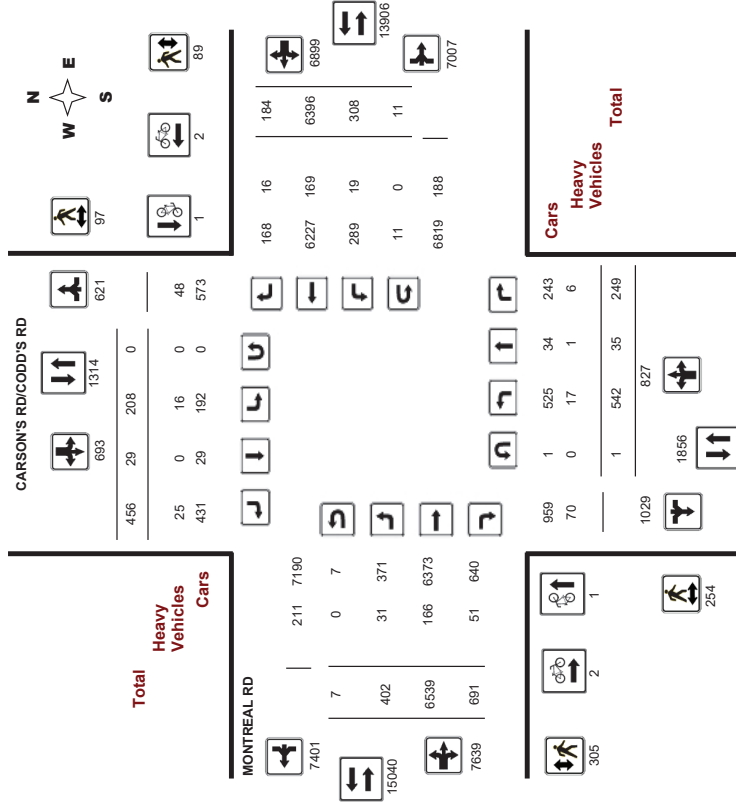 N
W E
S
97
89
1
2
CARSON'S RD/CODD'S RD
693
1314
621
456 29 208 0
25 0 16 0 48
431 29 192 0 573
Total
Heavy
Vehicles
Cars
168 16 184
6227 169 6396
289 19 308
11 0 11
6819 188
6899
13906
7007
MONTREAL RD
7401
15040
7639
211 7190
7 0 7
402 31 371
6539 166 6373
691 51 640
Cars
Heavy
Vehicles
Total
959 1 525 34 243
70 0 17 1 6
1 542 35 249
1029
1856
827
305
2
1
254